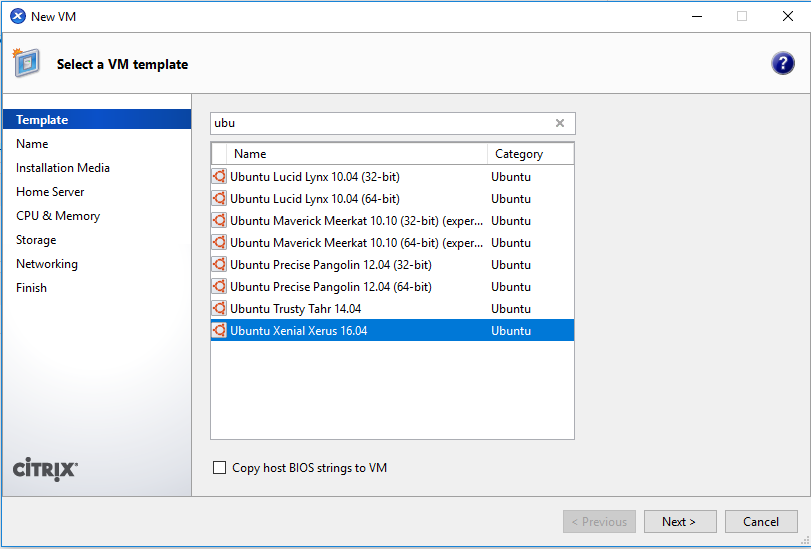 New VM
Select a VM template
?
Template
Name
Installation Media
Home Server
CPU & Memory
Storage
Networking
Finish
CITRIX®
ubu
Name Category
Ubuntu Lucid Lynx 10.04 (32-bit) Ubuntu
Ubuntu Lucid Lynx 10.04 (64-bit) Ubuntu
Ubuntu Maverick Meerkat 10.10 (32-bit) (exper... Ubuntu
Ubuntu Maverick Meerkat 10.10 (64-bit) (exper... Ubuntu
Ubuntu Precise Pangolin 12.04 (32-bit) Ubuntu
Ubuntu Precise Pangolin 12.04 (64-bit) Ubuntu
Ubuntu Trusty Tahr 14.04 Ubuntu
Ubuntu Xenial Xerus 16.04 Ubuntu
Copy host BIOS strings to VM
< Previous Next > Cancel